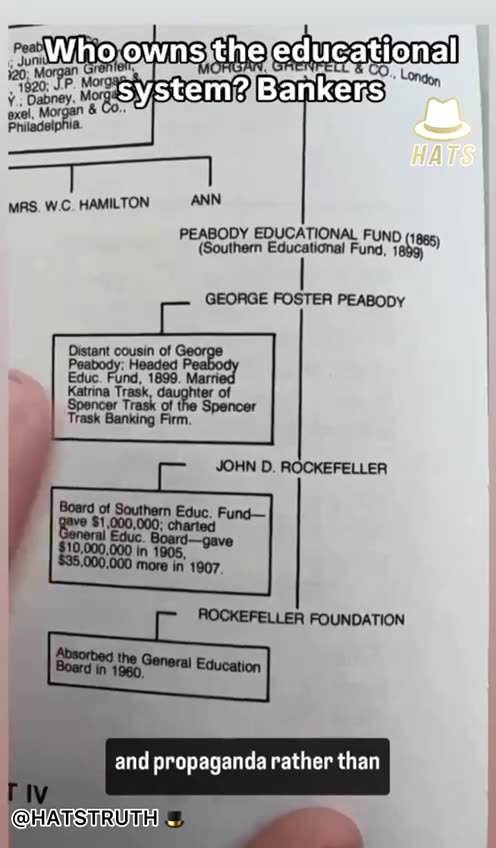 Who owns the educational
system? Bankers
HATS
Peab
; Juniu
920; Morgan Grenfell &
1920; J.P. Morgan &
Y.; Dabney, Morga
exel, Morgan & Co.,
Philadelphia.
MORGAN, GRENFELL & CO., London
MRS. W.C. HAMILTON
ANN
PEABODY EDUCATIONAL FUND (1865)
(Southern Educational Fund, 1899)
GEORGE FOSTER PEABODY
Distant cousin of George
Peabody; Headed Peabody
Educ. Fund, 1899. Married
Katrina Trask, daughter of
Spencer Trask of the Spencer
Trask Banking Firm.
JOHN D. ROCKEFELLER
Board of Southern Educ. Fund—
gave $1,000,000; charted
General Educ. Board—gave
$10,000,000 in 1905,
$35,000,000 more in 1907.
ROCKEFELLER FOUNDATION
Absorbed the General Education
Board in 1960.
and propaganda rather than
T IV
@HATSTRUTH